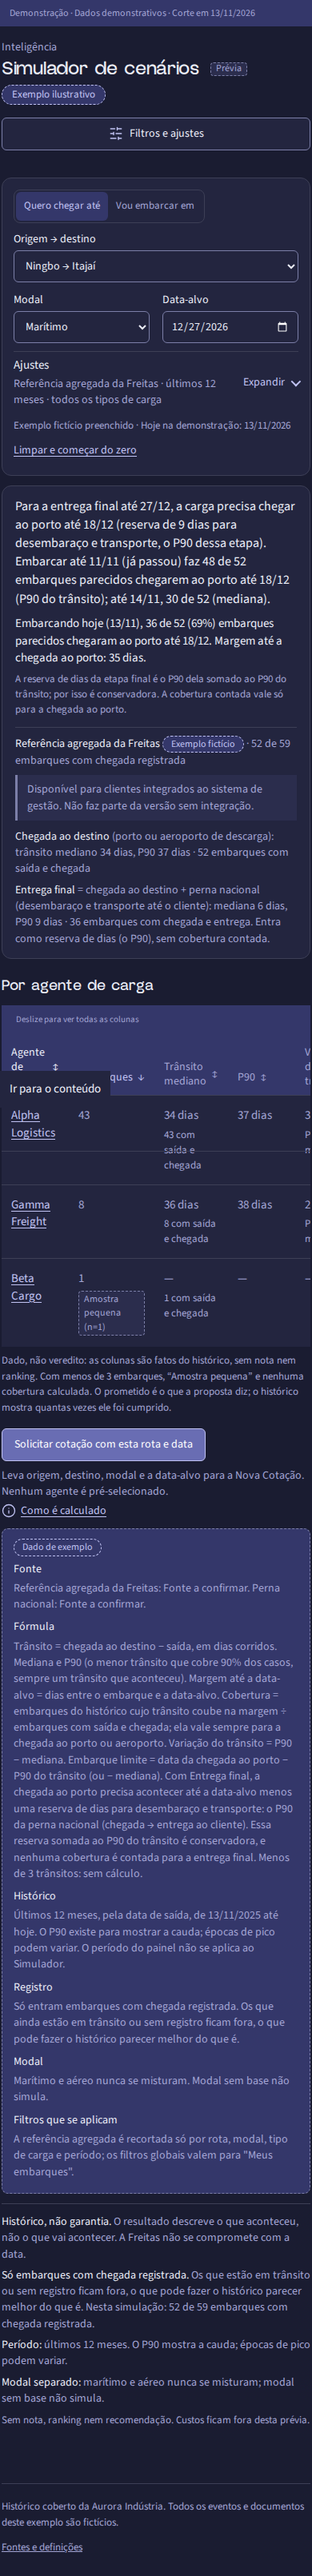 Demonstração · Dados demonstrativos · Corte em 13/11/2026
Inteligência
Simulador de cenários Prévia
Exemplo ilustrativo
Filtros e ajustes
Quero chegar até Vou embarcar em
Origem → destino
Ningbo → Itajaí
Modal Data-alvo
Marítimo 12/27/2026
Ajustes
Referência agregada da Freitas · últimos 12 Expandir
meses · todos os tipos de carga
Exemplo fictício preenchido · Hoje na demonstração: 13/11/2026
Limpar e começar do zero
Para a entrega final até 27/12, a carga precisa chegar
ao porto até 18/12 (reserva de 9 dias para
desembaraço e transporte, o P90 dessa etapa).
Embarcar até 11/11 (já passou) faz 48 de 52
embarques parecidos chegarem ao porto até 18/12
(P90 do trânsito); até 14/11, 30 de 52 (mediana).
Embarcando hoje (13/11), 36 de 52 (69%) embarques
parecidos chegaram ao porto até 18/12. Margem até a
chegada ao porto: 35 dias.
A reserva de dias da etapa final é o P90 dela somado ao P90 do
trânsito; por isso é conservadora. A cobertura contada vale só
para a chegada ao porto.
Referência agregada da Freitas Exemplo fictício · 52 de 59
embarques com chegada registrada
Disponível para clientes integrados ao sistema de
gestão. Não faz parte da versão sem integração.
Chegada ao destino (porto ou aeroporto de descarga):
trânsito mediano 34 dias, P90 37 dias · 52 embarques com
saída e chegada
Entrega final = chegada ao destino + perna nacional
(desembaraço e transporte até o cliente): mediana 6 dias,
P90 9 dias · 36 embarques com chegada e entrega. Entra
como reserva de dias (o P90), sem cobertura contada.
Por agente de carga
Deslize para ver todas as colunas
Agente
de
ques ↓ Trânsito mediano P90
Ir para o conteúdo
Alpha Logistics 43 34 dias 37 dias
43 com saída e chegada
Gamma Freight 8 36 dias 38 dias
8 com saída e chegada
Beta Cargo 1 — —
Amostra pequena (n=1) 1 com saída e chegada
Dado, não veredito: as colunas são fatos do histórico, sem nota nem
ranking. Com menos de 3 embarques, “Amostra pequena” e nenhuma
cobertura calculada. O prometido é o que a proposta diz; o histórico
mostra quantas vezes ele foi cumprido.
Solicitar cotação com esta rota e data
Leva origem, destino, modal e a data-alvo para a Nova Cotação.
Nenhum agente é pré-selecionado.
Como é calculado
Dado de exemplo
Fonte
Referência agregada da Freitas: Fonte a confirmar. Perna
nacional: Fonte a confirmar.
Fórmula
Trânsito = chegada ao destino − saída, em dias corridos.
Mediana e P90 (o menor trânsito que cobre 90% dos casos,
sempre um trânsito que aconteceu). Margem até a data-
alvo = dias entre o embarque e a data-alvo. Cobertura =
embarques do histórico cujo trânsito coube na margem ÷
embarques com saída e chegada; ela vale sempre para a
chegada ao porto ou aeroporto. Variação do trânsito = P90
− mediana. Embarque limite = data da chegada ao porto −
P90 do trânsito (ou − mediana). Com Entrega final, a
chegada ao porto precisa acontecer até a data-alvo menos
uma reserva de dias para desembaraço e transporte: o P90
da perna nacional (chegada → entrega ao cliente). Essa
reserva somada ao P90 do trânsito é conservadora, e
nenhuma cobertura é contada para a entrega final. Menos
de 3 trânsitos: sem cálculo.
Histórico
Últimos 12 meses, pela data de saída, de 13/11/2025 até
hoje. O P90 existe para mostrar a cauda; épocas de pico
podem variar. O período do painel não se aplica ao
Simulador.
Registro
Só entram embarques com chegada registrada. Os que
ainda estão em trânsito ou sem registro ficam fora, o que
pode fazer o histórico parecer melhor do que é.
Modal
Marítimo e aéreo nunca se misturam. Modal sem base não
simula.
Filtros que se aplicam
A referência agregada é recortada só por rota, modal, tipo
de carga e período; os filtros globais valem para "Meus
embarques".
Histórico, não garantia. O resultado descreve o que aconteceu,
não o que vai acontecer. A Freitas não se compromete com a
data.
Só embarques com chegada registrada. Os que estão em trânsito
ou sem registro ficam fora, o que pode fazer o histórico parecer
melhor do que é. Nesta simulação: 52 de 59 embarques com
chegada registrada.
Período: últimos 12 meses. O P90 mostra a cauda; épocas de pico
podem variar.
Modal separado: marítimo e aéreo nunca se misturam; modal
sem base não simula.
Sem nota, ranking nem recomendação. Custos ficam fora desta prévia.
Histórico coberto da Aurora Indústria. Todos os eventos e documentos
deste exemplo são fictícios.
Fontes e definições